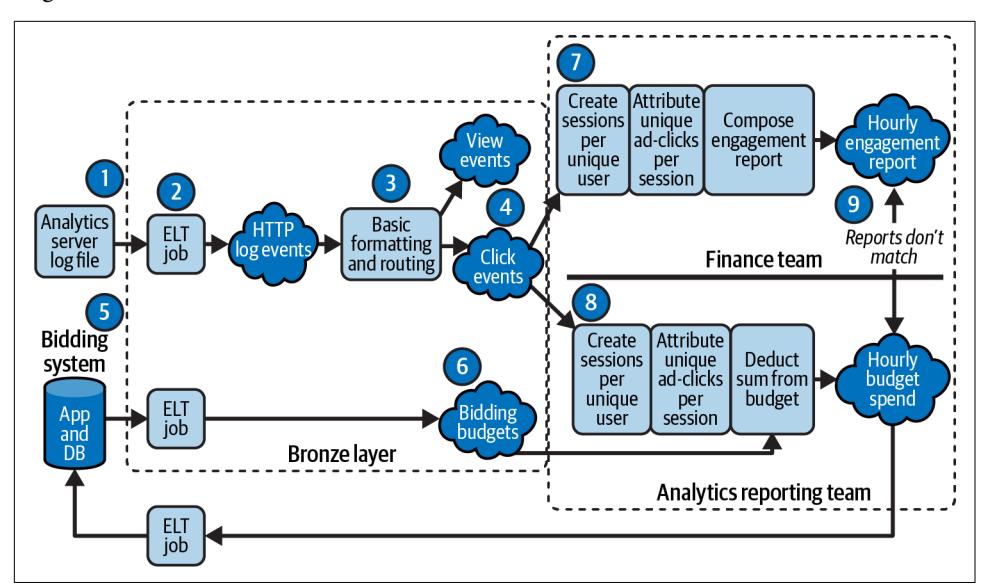 7
Create
sessions
per
unique
user
Attribute
unique
ad-clicks
per
session
Compose
engagement
report
Hourly
engagement
report
View
events
1
2
3
4
Analytics
server
log file
ELT
job
HTTP
log events
Basic
formatting
and routing
Click
events
9
Reports don't
match
Finance team
5
Bidding
system
App
and
DB
ELT
job
6
Bidding
budgets
Bronze layer
8
Create
sessions
per
unique
user
Attribute
unique
ad-clicks
per
session
Deduct
sum from
budget
Hourly
budget
spend
Analytics reporting team
ELT
job